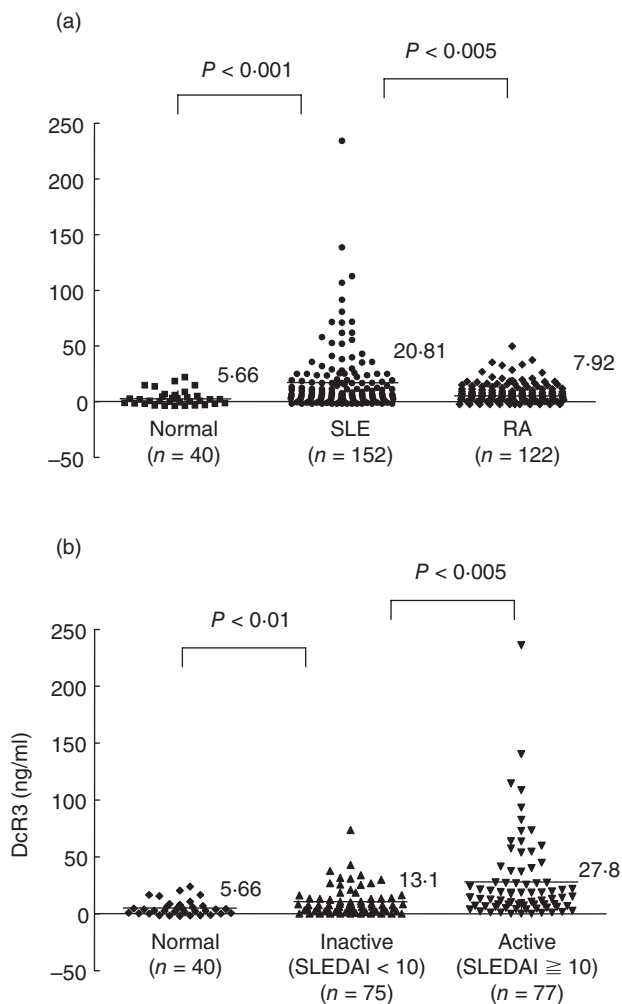 (a)
P < 0·001
P < 0·005
250
200
150
100
50
0
−50
5·66
20·81
7·92
Normal
(n = 40)
SLE
(n = 152)
RA
(n = 122)
(b)
P < 0·01
P < 0·005
DcR3 (ng/ml)
250
200
150
100
50
0
−50
5·66
13·1
27·8
Normal
(n = 40)
Inactive
(SLEDAI < 10)
(n = 75)
Active
(SLEDAI ≧ 10)
(n = 77)